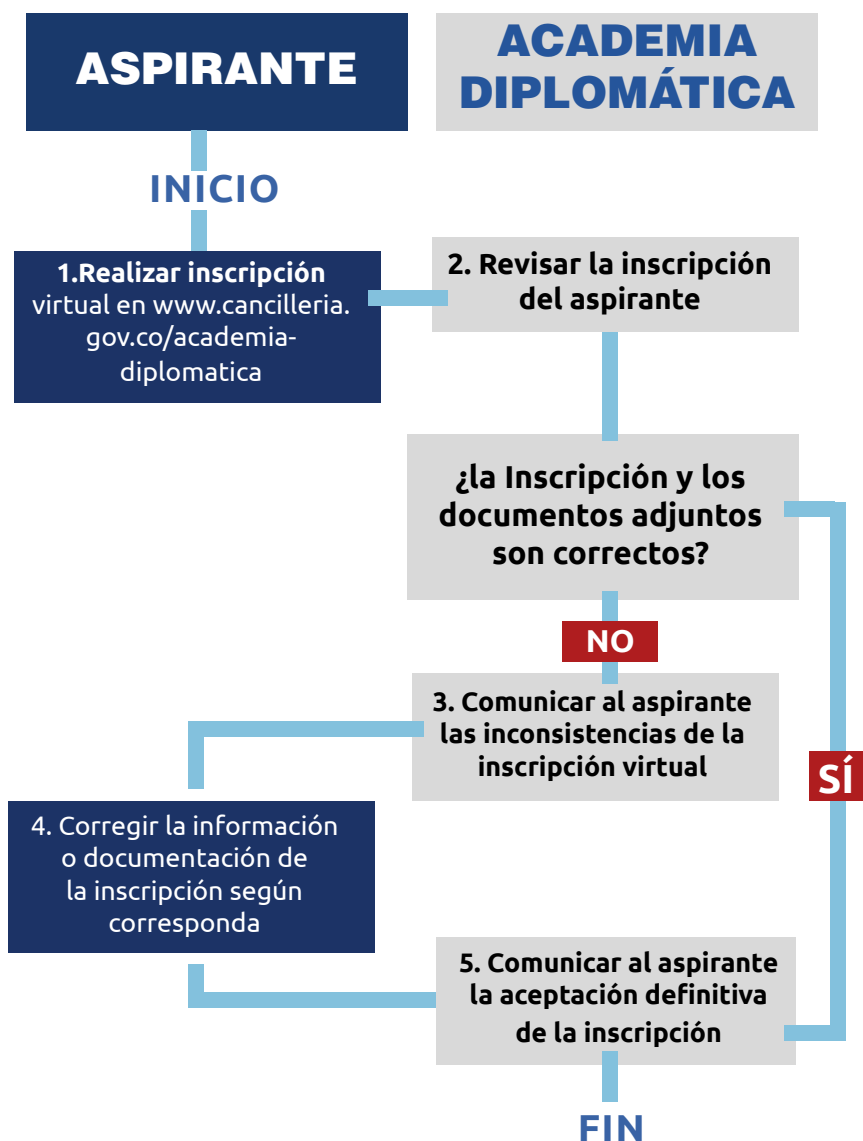 ASPIRANTE
ACADEMIA
DIPLOMÁTICA
INICIO
1.Realizar inscripción
virtual en www.cancilleria.
gov.co/academia-
diplomatica
2. Revisar la inscripción
del aspirante
¿la Inscripción y los
documentos adjuntos
son correctos?
NO
3. Comunicar al aspirante
las inconsistencias de la
inscripción virtual
SÍ
4. Corregir la información
o documentación de
la inscripción según
corresponda
5. Comunicar al aspirante
la aceptación definitiva
de la inscripción
FIN